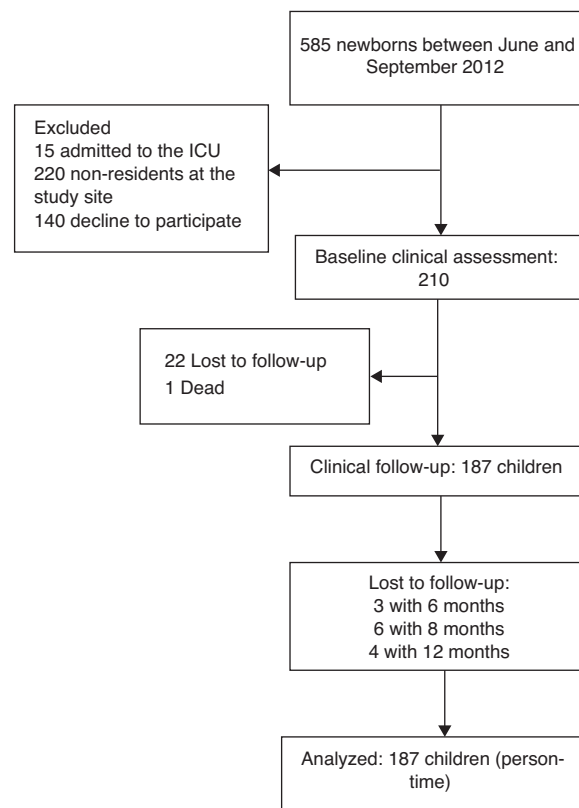 585 newborns between June and
September 2012
Excluded
15 admitted to the ICU
220 non-residents at the
study site
140 decline to participate
Baseline clinical assessment:
210
22 Lost to follow-up
1 Dead
Clinical follow-up: 187 children
Lost to follow-up:
3 with 6 months
6 with 8 months
4 with 12 months
Analyzed: 187 children (person-
time)